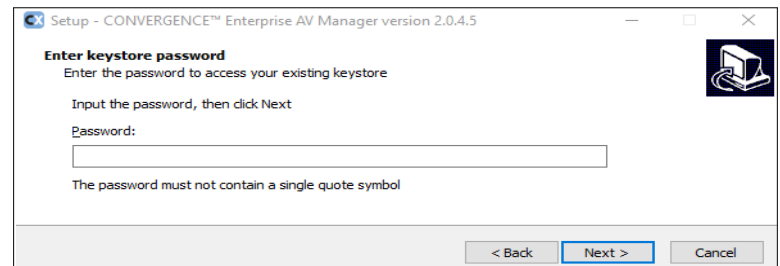 CX Setup - CONVERGENCE™ Enterprise AV Manager version 2.0.4.5
Enter keystore password
Enter the password to access your existing keystore
Input the password, then click Next
Password:
The password must not contain a single quote symbol
< Back Next > Cancel